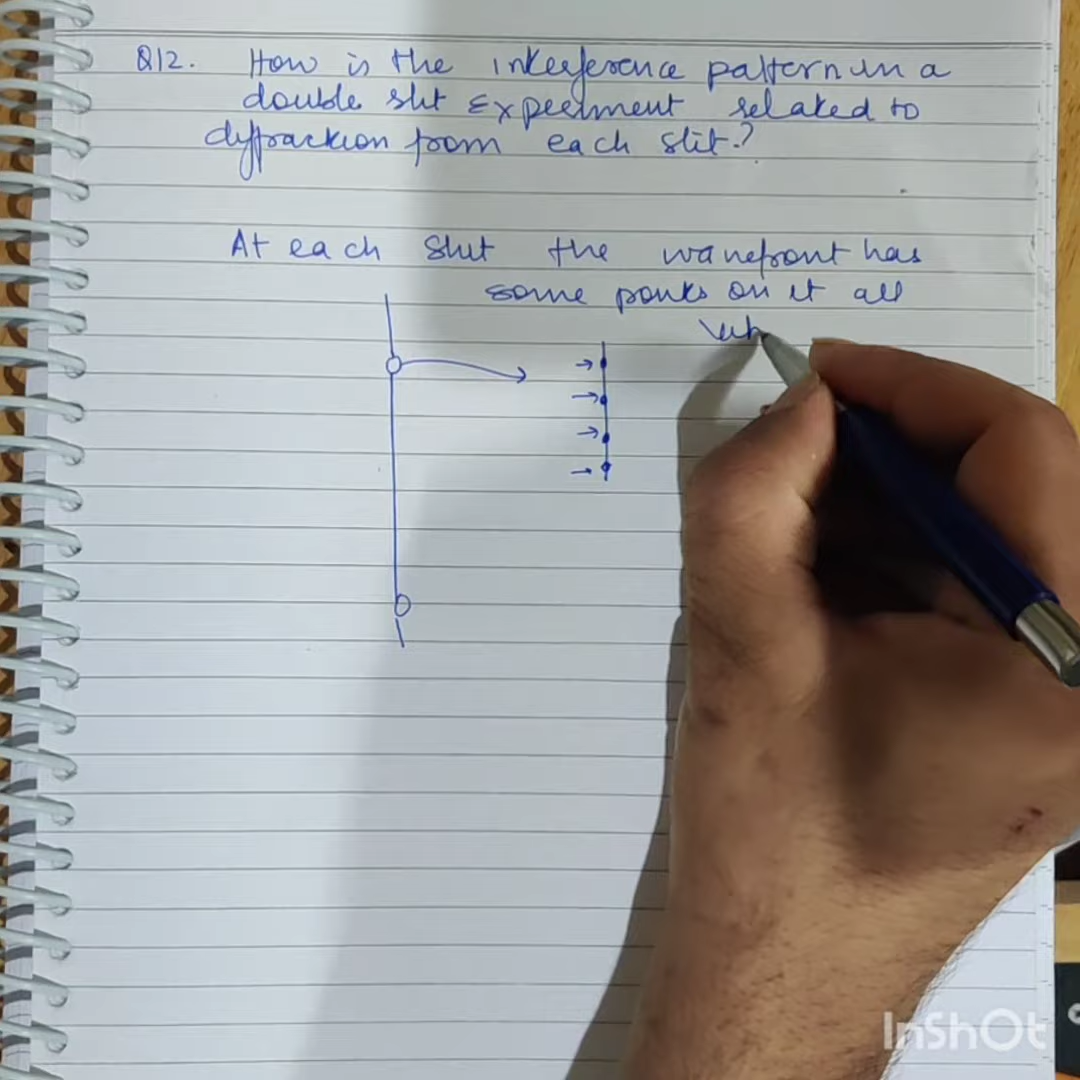 Q12. How is the interference pattern in a
double slit Experiment related to
diffraction from each slit?
At each slit the wavefront has
some points on it all
InShOt